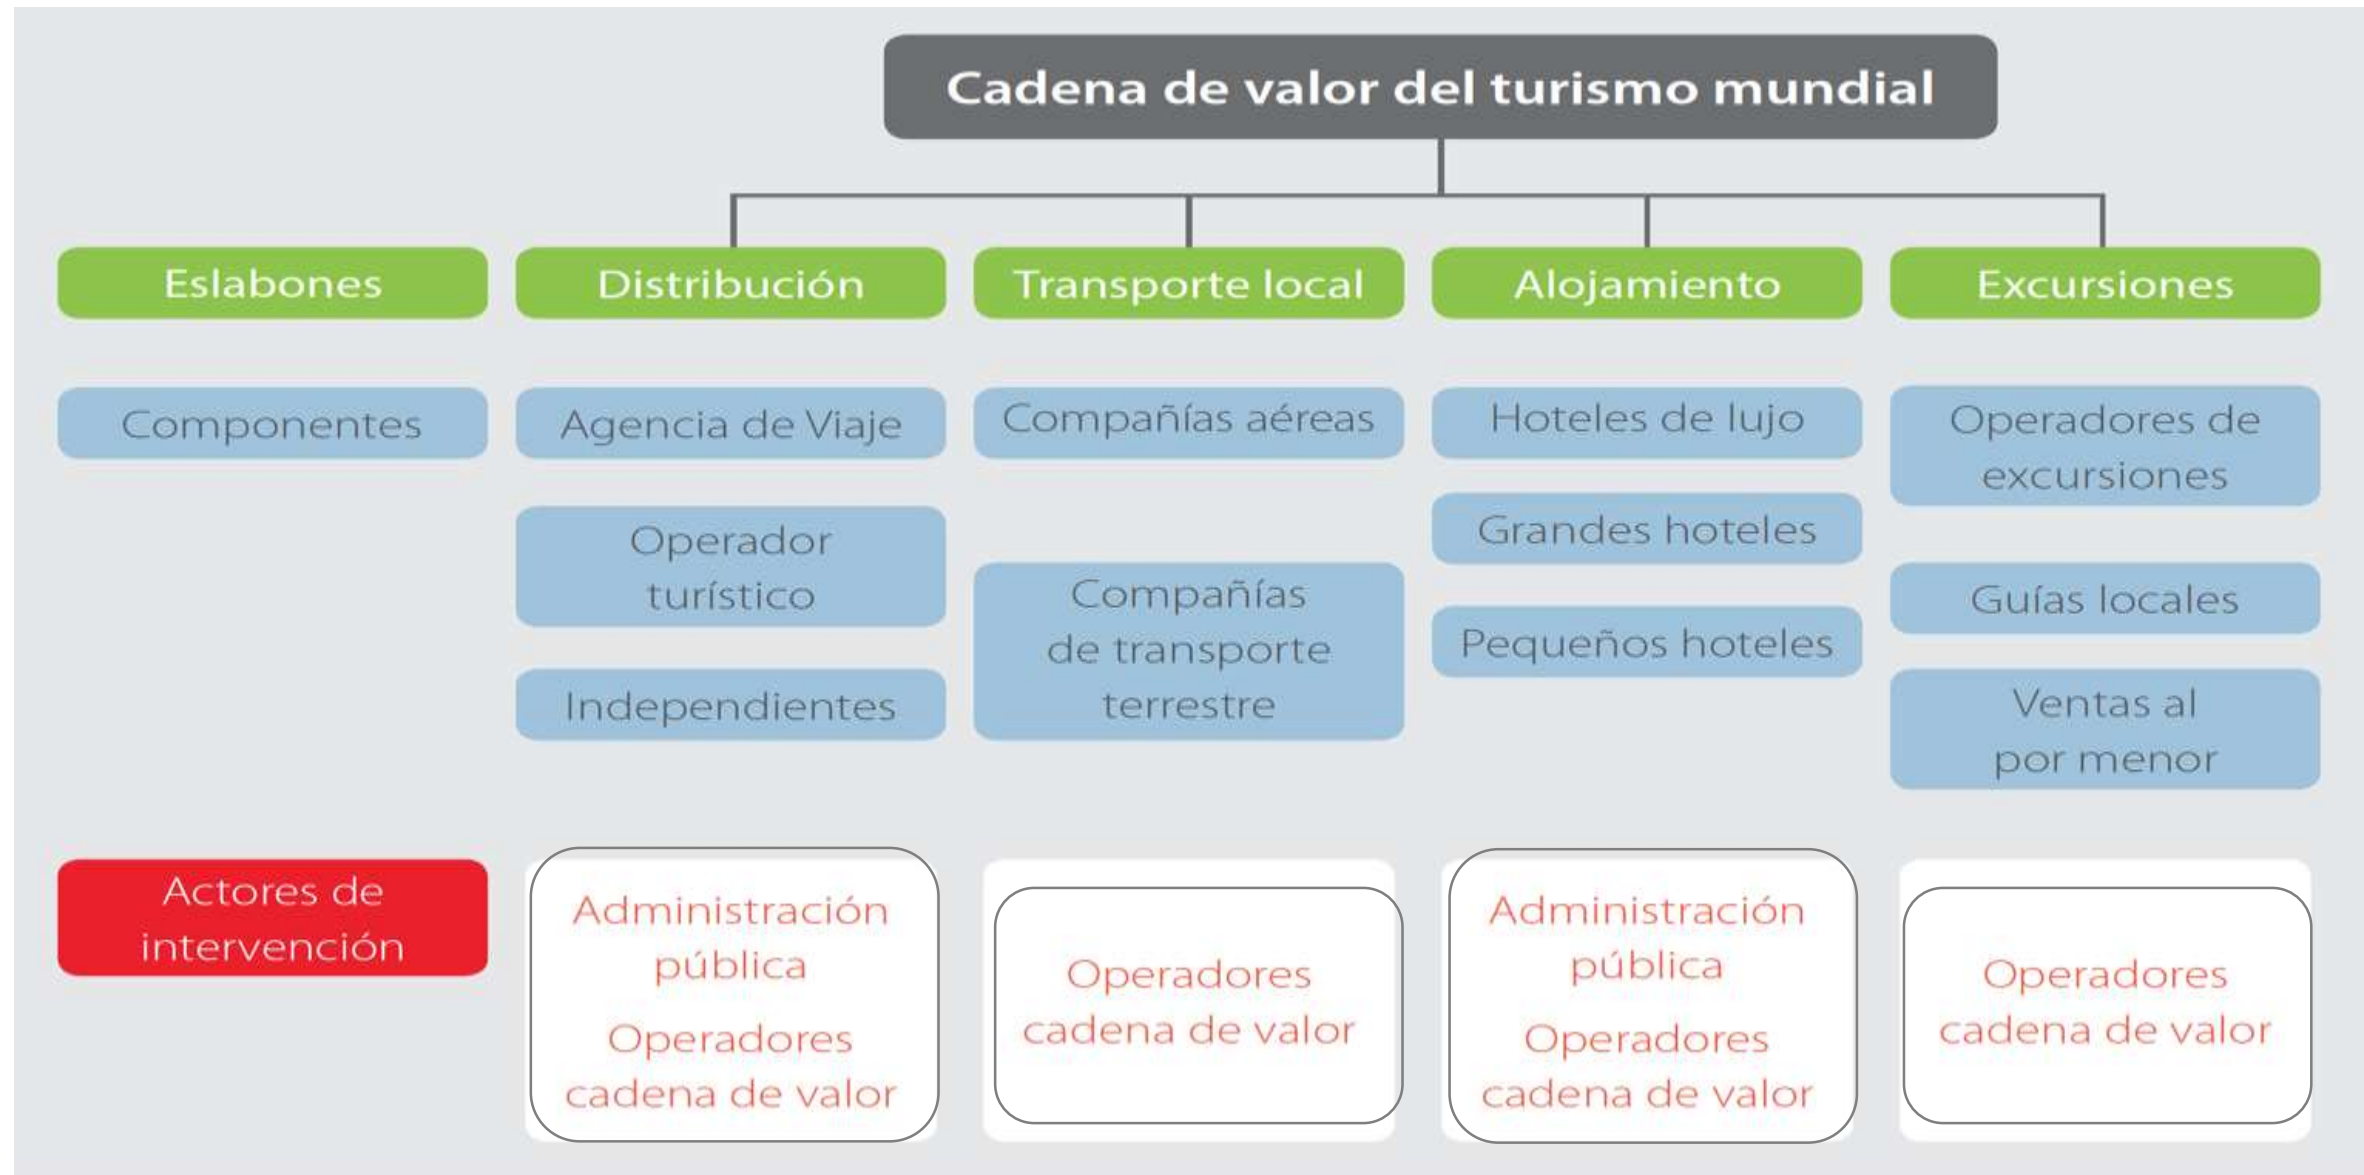 Cadena de valor del turismo mundial
Eslabones
Distribución
Transporte local
Alojamiento
Excursiones
Componentes
Agencia de Viaje
Operador
turístico
Independientes
Compañías aéreas
Compañías
de transporte
terrestre
Hoteles de lujo
Grandes hoteles
Pequeños hoteles
Operadores de
excursiones
Guías locales
Ventas al
por menor
Actores de
intervención
Administración
pública
Operadores
cadena de valor
Operadores
cadena de valor
Administración
pública
Operadores
cadena de valor
Operadores
cadena de valor